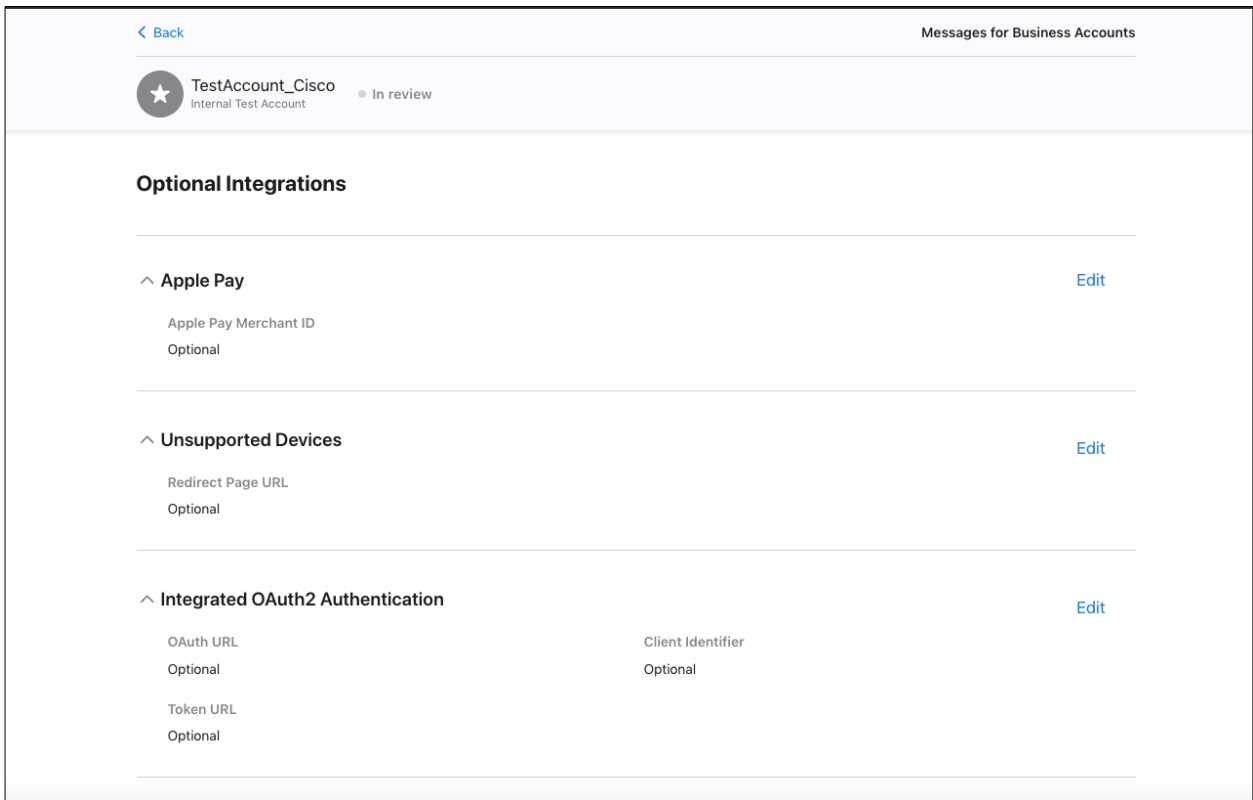 Back
Messages for Business Accounts
TestAccount_Cisco
Internal Test Account
In review
Optional Integrations
Apple Pay
Edit
Apple Pay Merchant ID
Optional
Unsupported Devices
Edit
Redirect Page URL
Optional
Integrated OAuth2 Authentication
Edit
OAuth URL
Client Identifier
Optional
Optional
Token URL
Optional